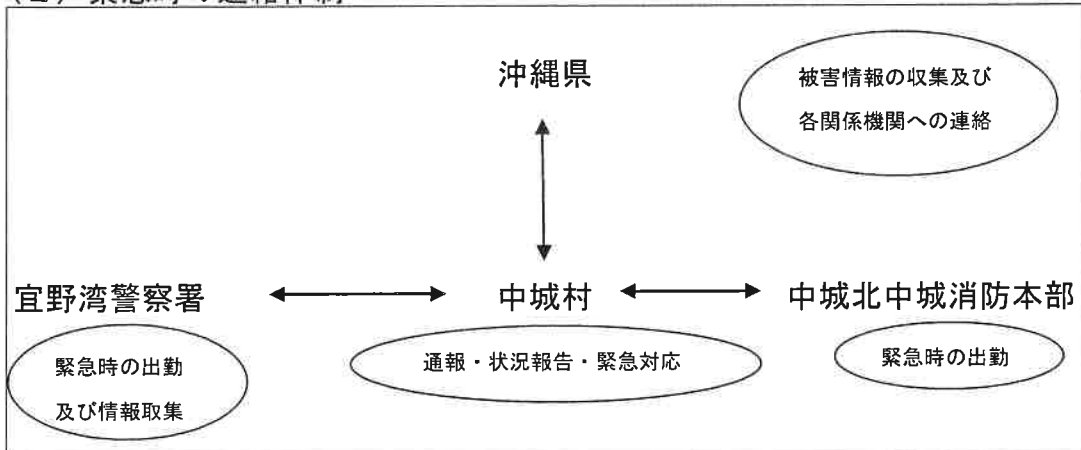 沖縄県
被害情報の収集及び
各関係機関への連絡
宜野湾警察署
中城村
中城北中城消防本部
緊急時の出勤
及び情報取集
通報・状況報告・緊急対応
緊急時の出勤